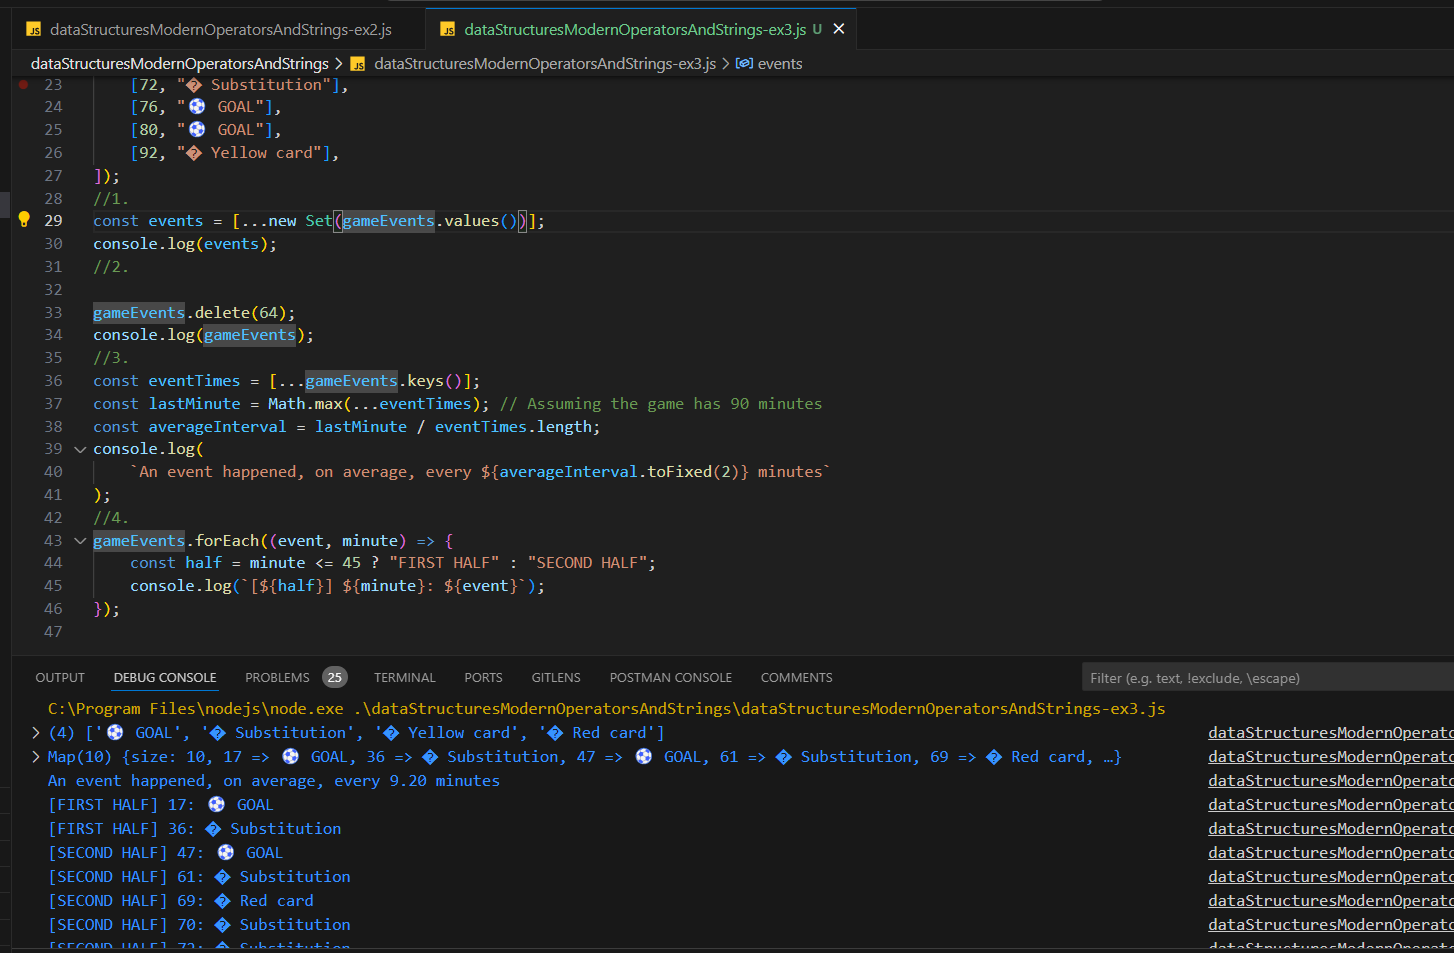 JS dataStructuresModernOperatorsAndStrings-ex2.js
JS dataStructuresModernOperatorsAndStrings-ex3.js U ×
dataStructuresModernOperatorsAndStrings > JS dataStructuresModernOperatorsAndStrings-ex3.js > events
23 [72, "� Substitution"],
24 [76, "⚽ GOAL"],
25 [80, "⚽ GOAL"],
26 [92, "� Yellow card"],
27 ]);
28 //1.
29 const events = [...new Set(gameEvents.values())];
30 console.log(events);
31 //2.
32
33 gameEvents.delete(64);
34 console.log(gameEvents);
35 //3.
36 const eventTimes = [...gameEvents.keys()];
37 const lastMinute = Math.max(...eventTimes); // Assuming the game has 90 minutes
38 const averageInterval = lastMinute / eventTimes.length;
39 console.log(
40 `An event happened, on average, every ${averageInterval.toFixed(2)} minutes`
41 );
42 //4.
43 gameEvents.forEach((event, minute) => {
44 const half = minute <= 45 ? "FIRST HALF" : "SECOND HALF";
45 console.log(`[${half}] ${minute}: ${event}`);
46 });
47
OUTPUT DEBUG CONSOLE PROBLEMS 25 TERMINAL PORTS GITLENS POSTMAN CONSOLE COMMENTS Filter (e.g. text, !exclude, \escape)
C:\Program Files\nodejs\node.exe .\dataStructuresModernOperatorsAndStrings\dataStructuresModernOperatorsAndStrings-ex3.js
> (4) ['⚽ GOAL', '� Substitution', '� Yellow card', '� Red card'] dataStructuresModernOperato
> Map(10) {size: 10, 17 => ⚽ GOAL, 36 => � Substitution, 47 => ⚽ GOAL, 61 => � Substitution, 69 => � Red card, …} dataStructuresModernOperato
An event happened, on average, every 9.20 minutes dataStructuresModernOperato
[FIRST HALF] 17: ⚽ GOAL dataStructuresModernOperato
[FIRST HALF] 36: � Substitution dataStructuresModernOperato
[SECOND HALF] 47: ⚽ GOAL dataStructuresModernOperato
[SECOND HALF] 61: � Substitution dataStructuresModernOperato
[SECOND HALF] 69: � Red card dataStructuresModernOperato
[SECOND HALF] 70: � Substitution dataStructuresModernOperato
[SECOND HALF] 72: � Substitution dataStructuresModernOperato